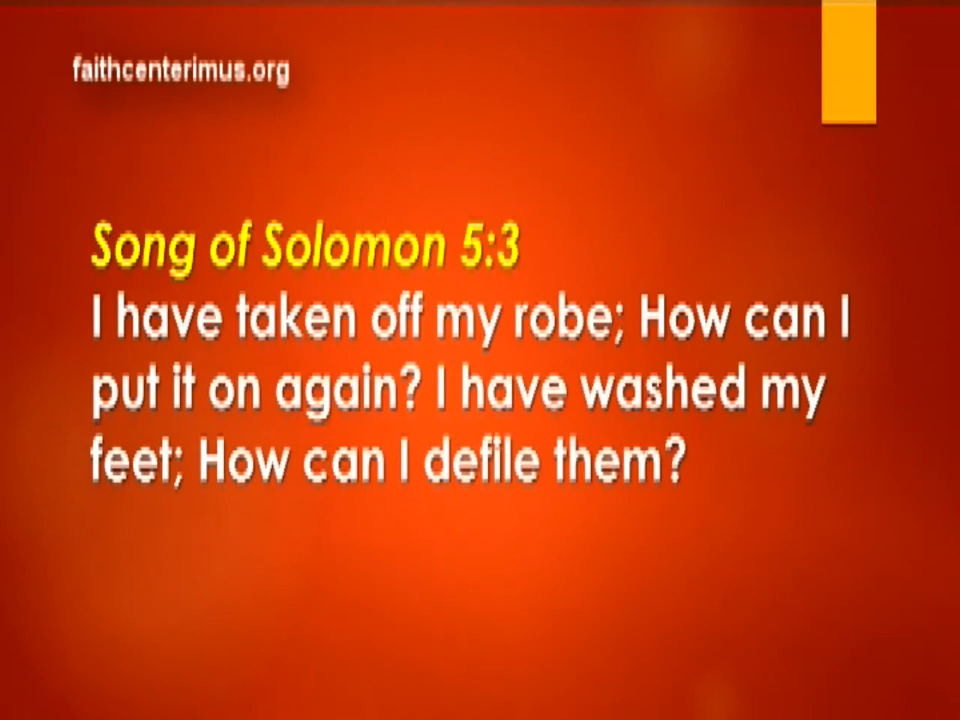 faithcenterimus.org
Song of Solomon 5:3
I have taken off my robe; How can I
put it on again? I have washed my
feet; How can I defile them?